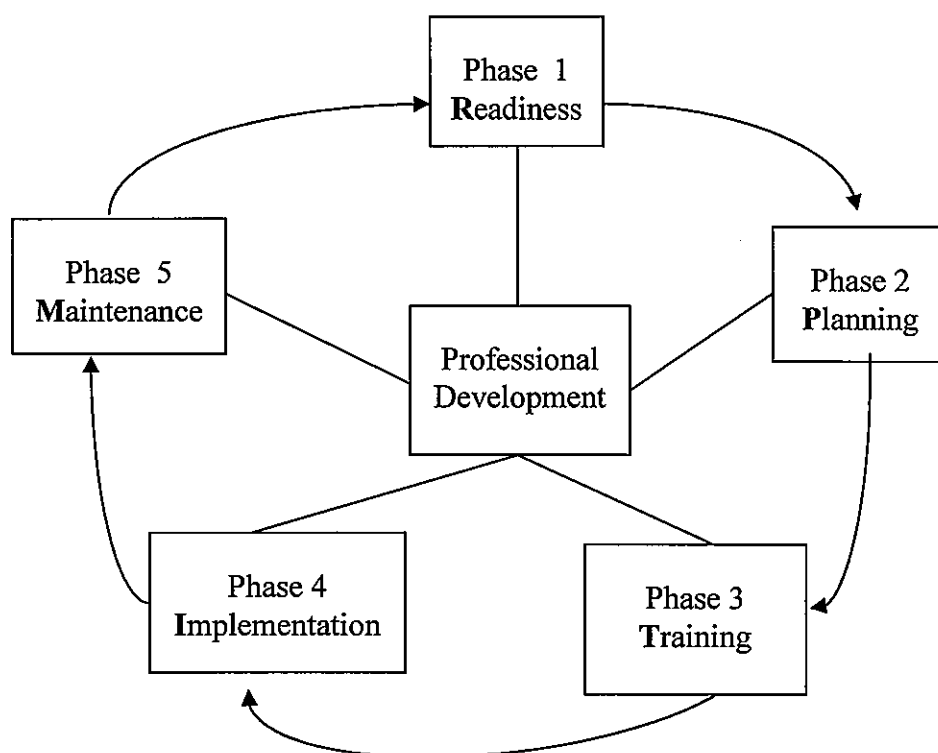 Phase 1
Readiness
Phase 5
Maintenance
Phase 2
Planning
Professional
Development
Phase 4
Implementation
Phase 3
Training